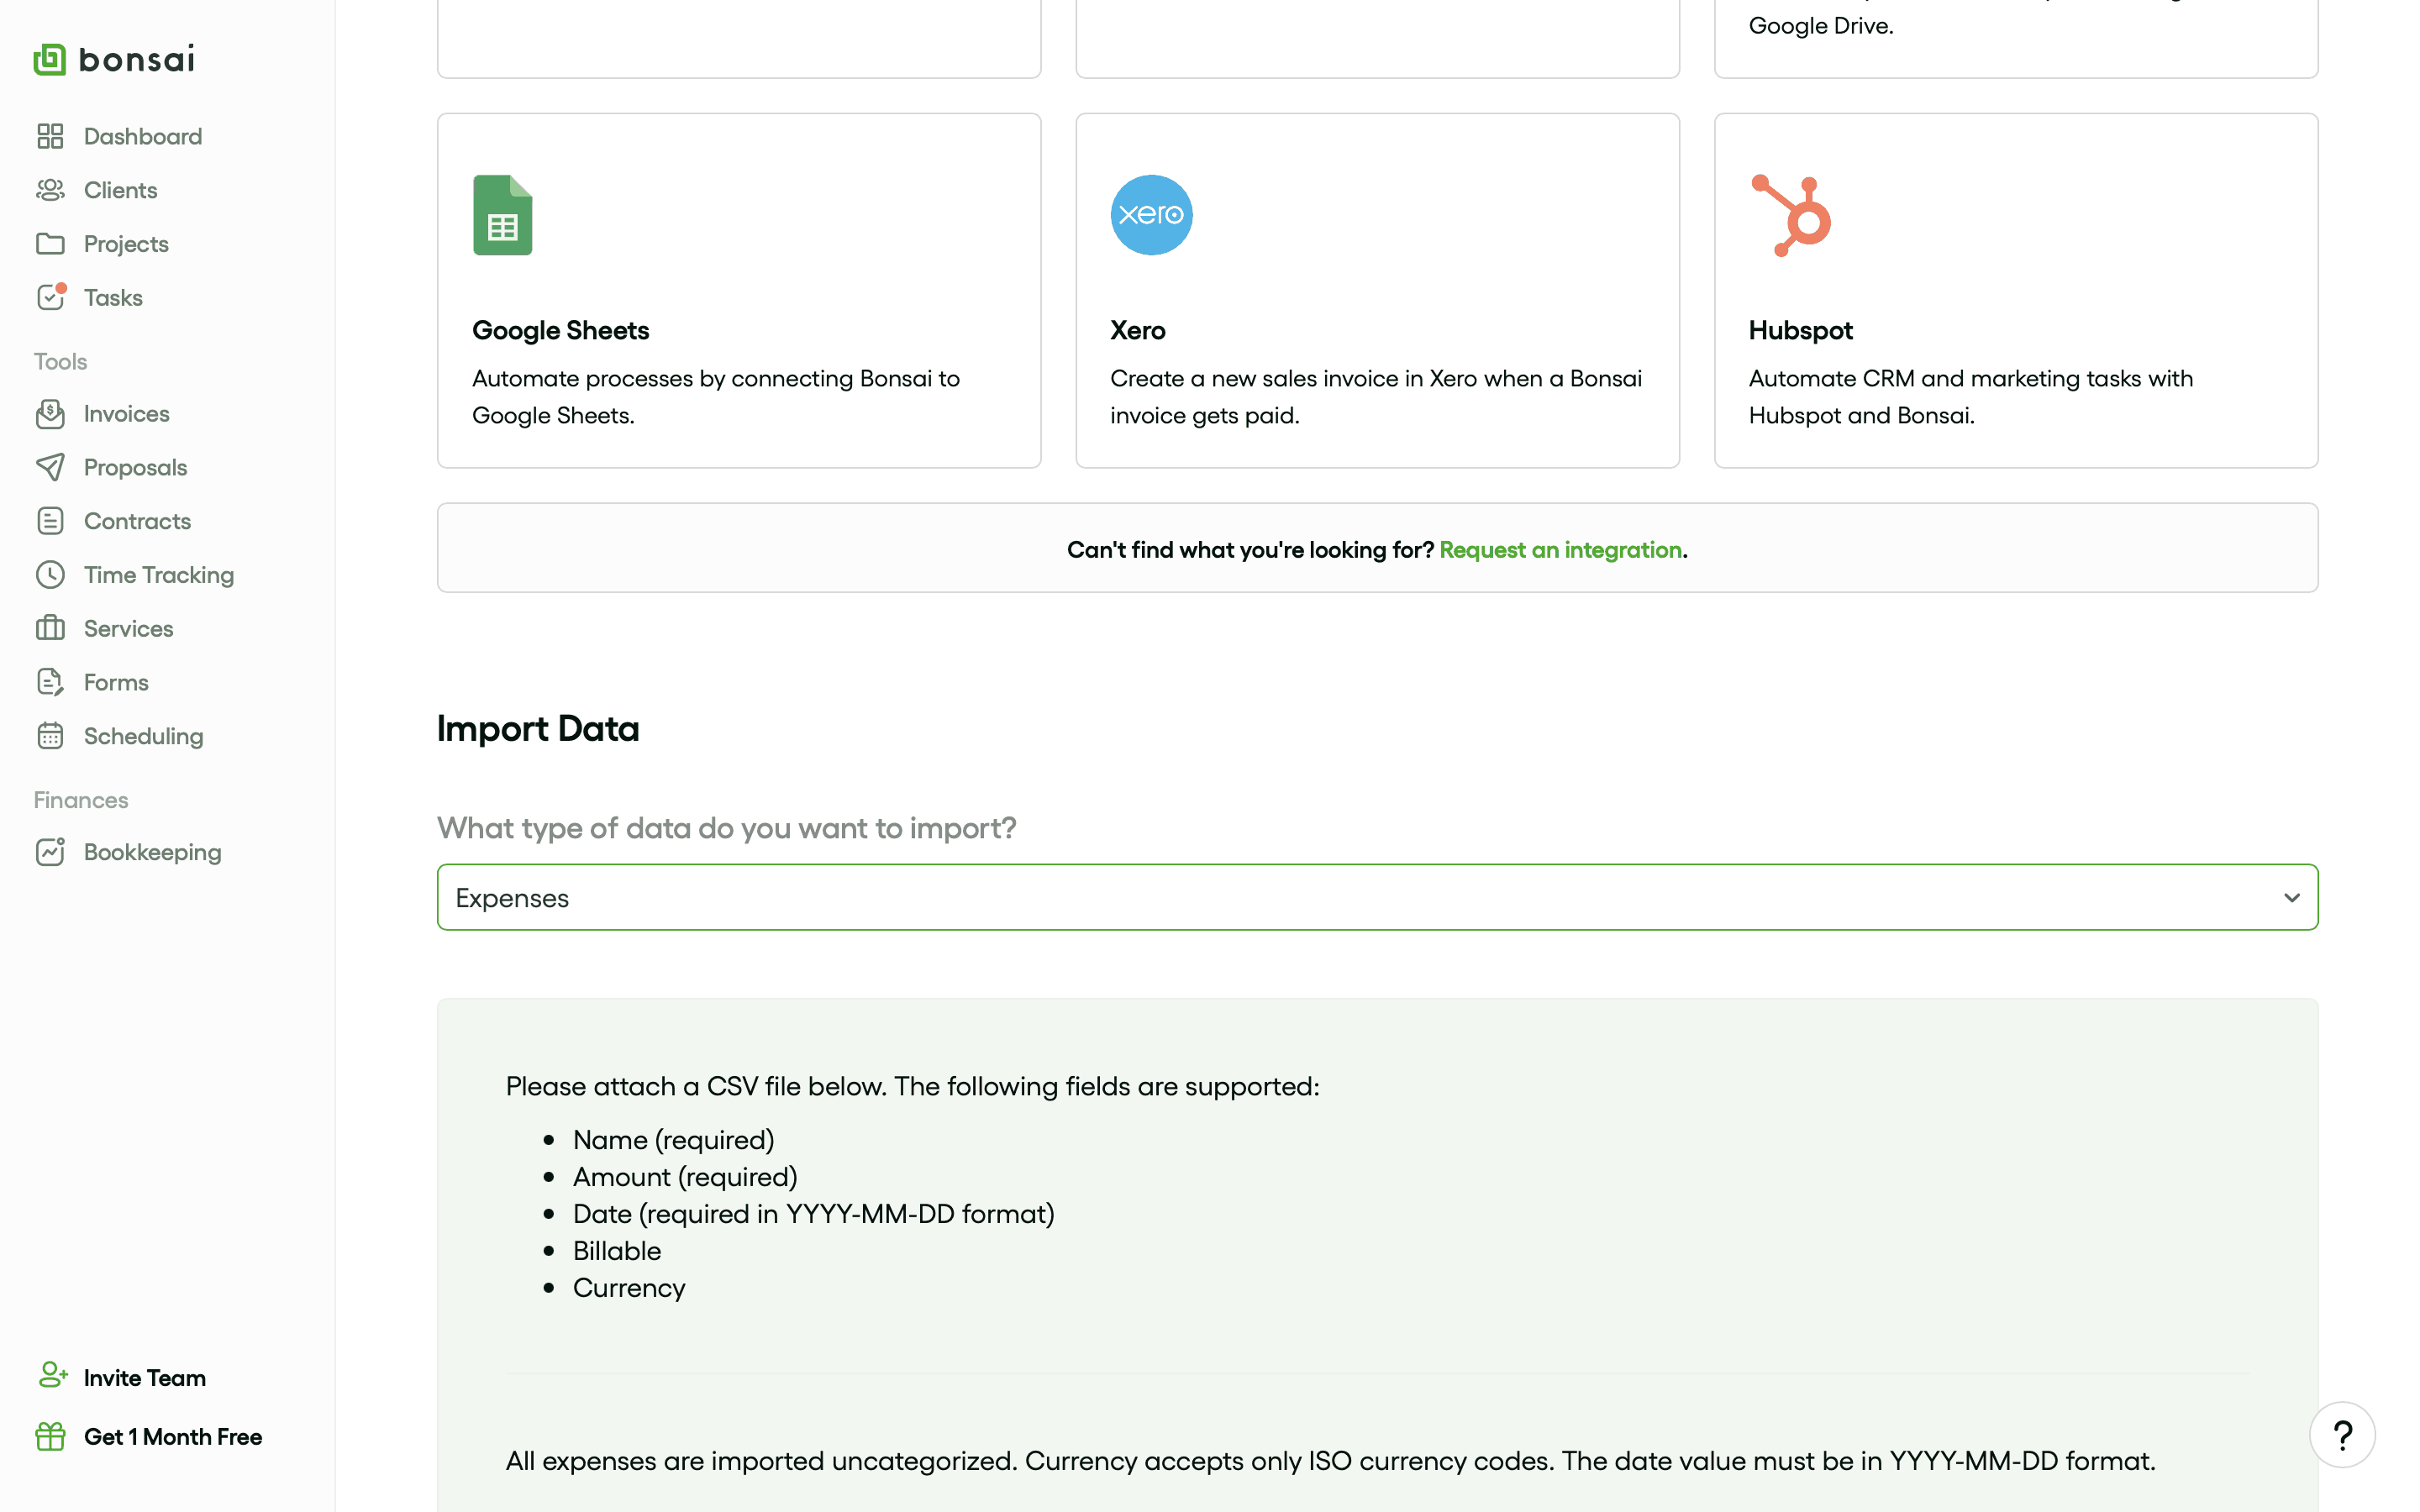 bonsai
Dashboard
Clients
Projects
Tasks
Tools
Invoices
Proposals
Contracts
Time Tracking
Services
Forms
Scheduling
Finances
Bookkeeping
Invite Team
Get 1 Month Free
Google Drive.
Google Sheets
Automate processes by connecting Bonsai to
Google Sheets.
xero
Xero
Create a new sales invoice in Xero when a Bonsai
invoice gets paid.
Hubspot
Automate CRM and marketing tasks with
Hubspot and Bonsai.
Can't find what you're looking for? Request an integration.
Import Data
What type of data do you want to import?
Expenses
Please attach a CSV file below. The following fields are supported:
• Name (required)
• Amount (required)
• Date (required in YYYY-MM-DD format)
• Billable
• Currency
All expenses are imported uncategorized. Currency accepts only ISO currency codes. The date value must be in YYYY-MM-DD format.
?